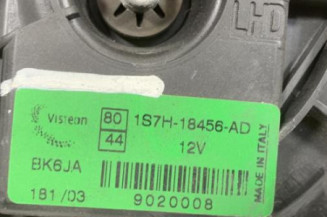 LHD
Visteon 80 1S7H-18456-AD
44 12V
BK6JA
181/03 9020008
MADE IN ITALY